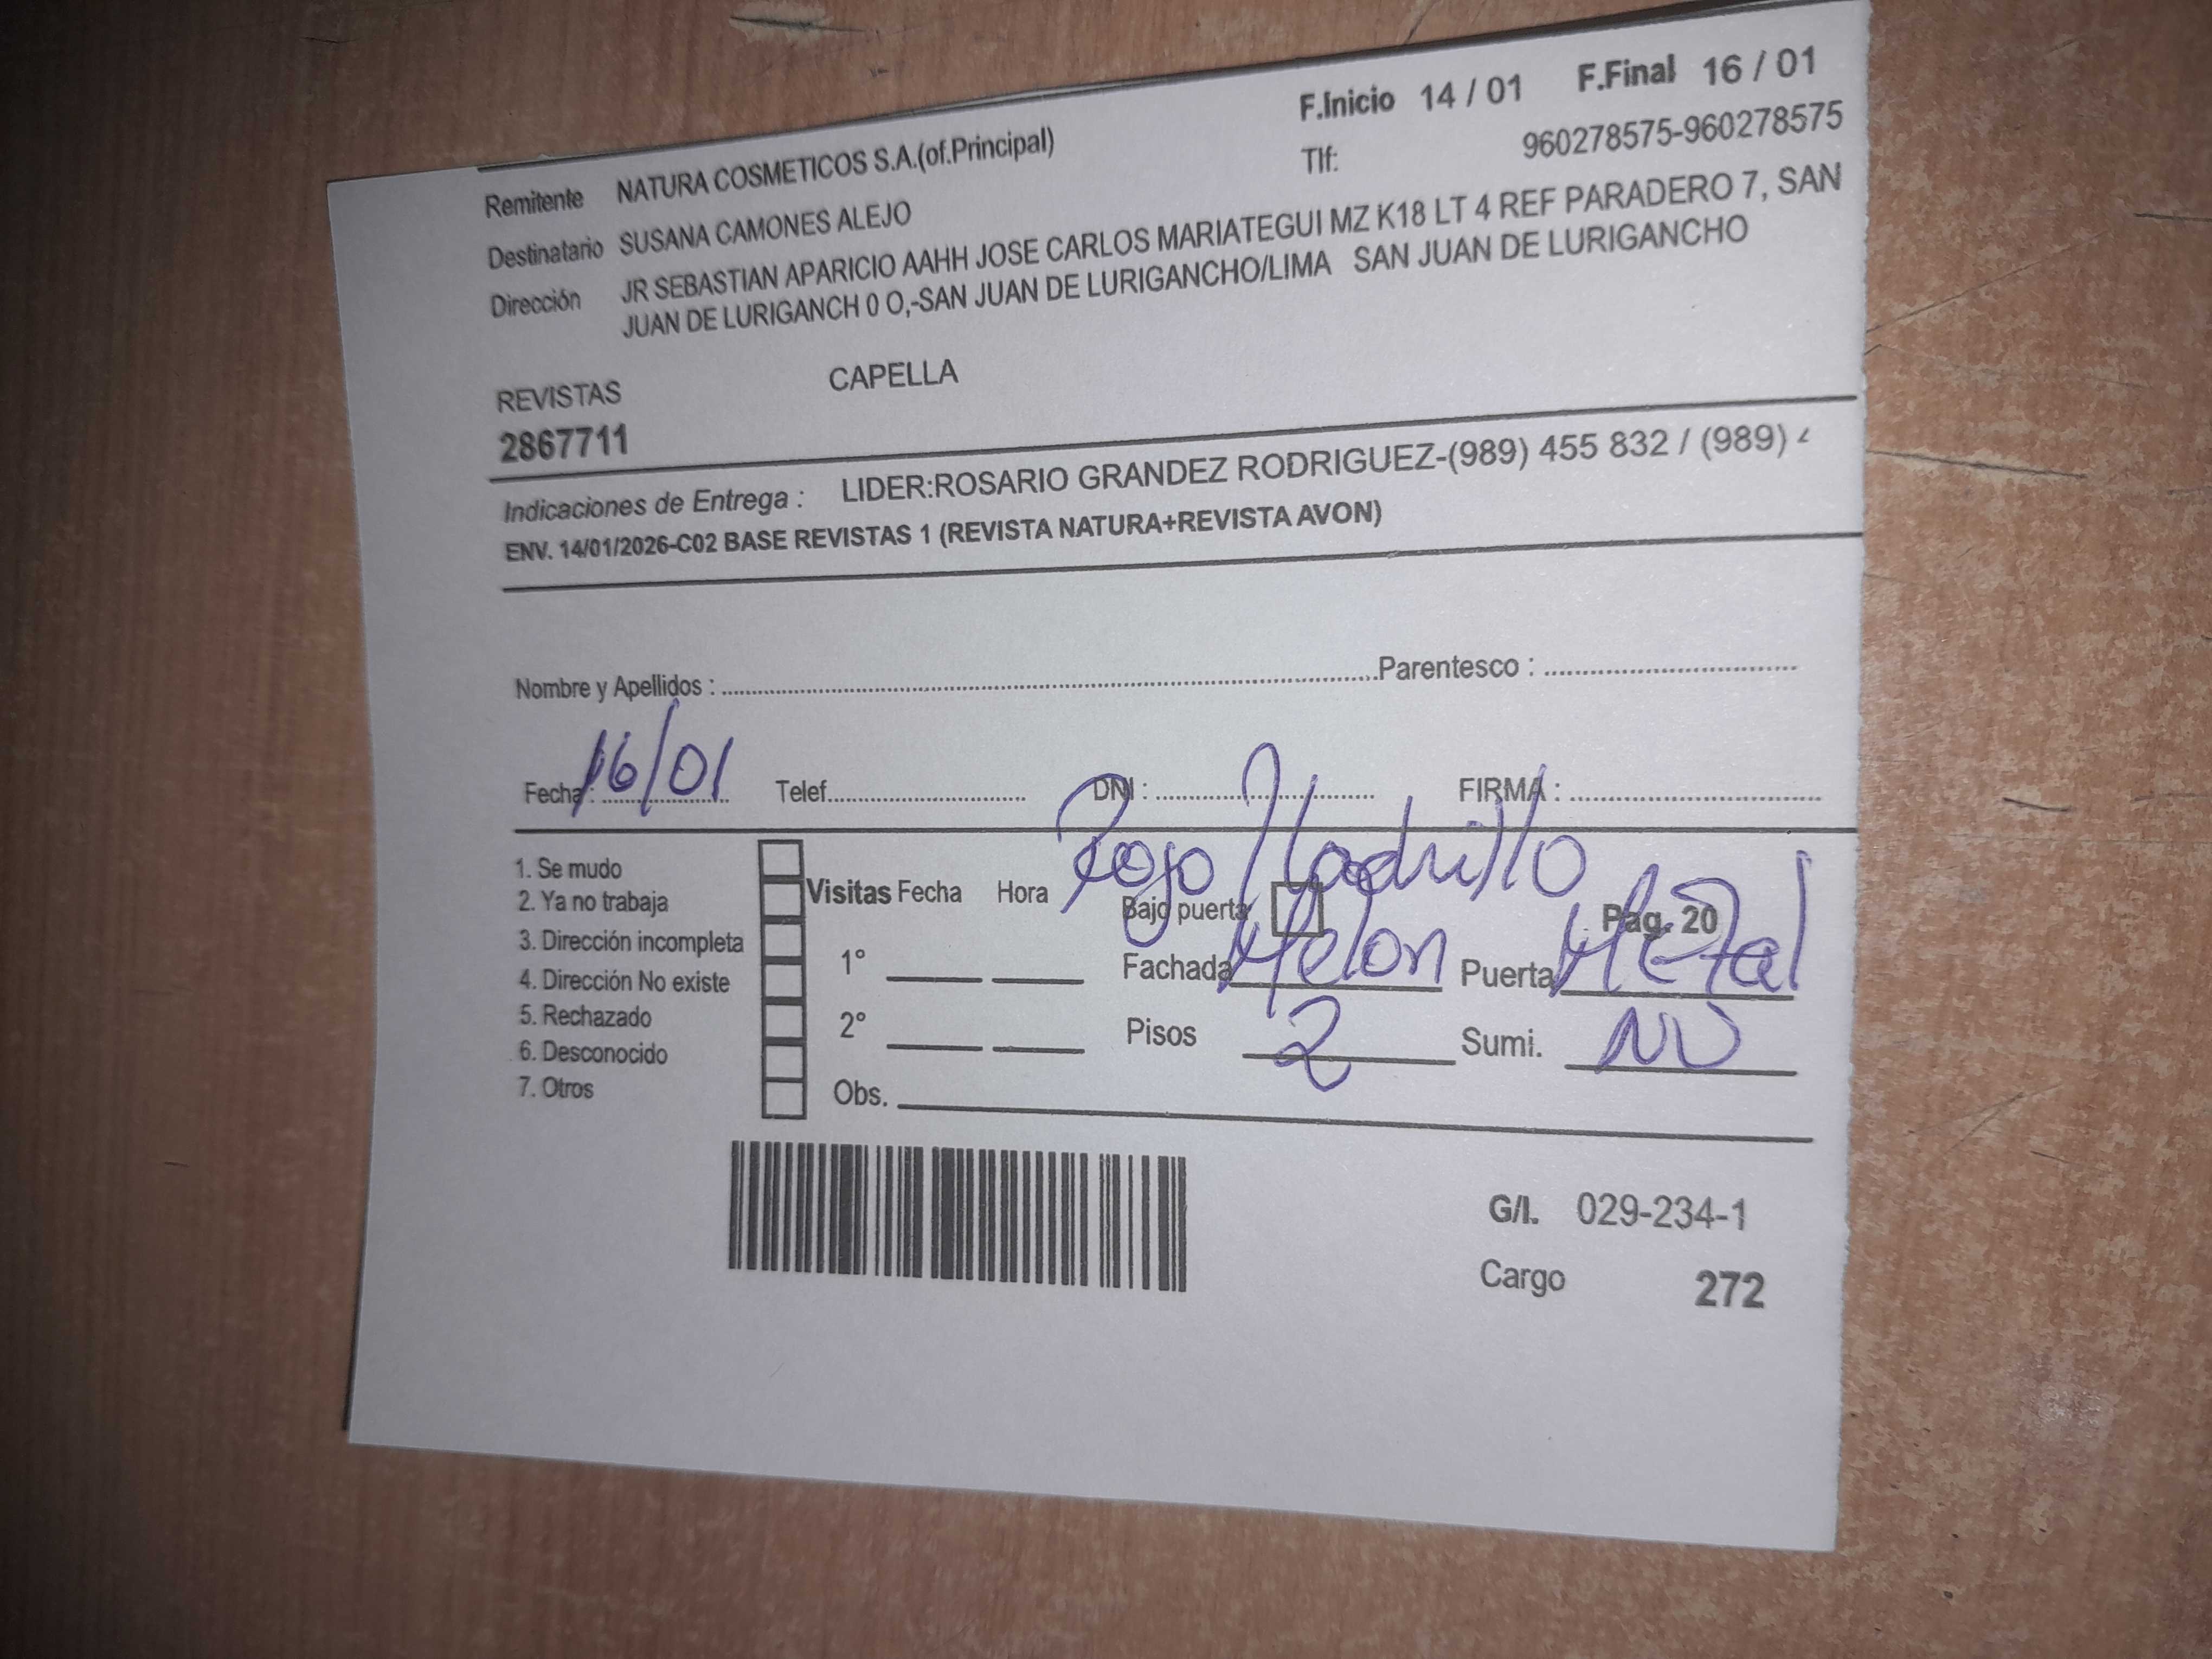 F.Inicio 14 / 01 F.Final 16 / 01
Remitente NATURA COSMETICOS S.A.(of.Principal) Tlf: 960278575-960278575
Destinatario SUSANA CAMONES ALEJO
Dirección JR SEBASTIAN APARICIO AAHH JOSE CARLOS MARIATEGUI MZ K18 LT 4 REF PARADERO 7, SAN
JUAN DE LURIGANCH 0 O,-SAN JUAN DE LURIGANCHO/LIMA SAN JUAN DE LURIGANCHO
REVISTAS CAPELLA
2867711
Indicaciones de Entrega : LIDER:ROSARIO GRANDEZ RODRIGUEZ-(989) 455 832 / (989)
ENV. 14/01/2026-C02 BASE REVISTAS 1 (REVISTA NATURA+REVISTA AVON)
Nombre y Apellidos : Parentesco :
Fecha : 16/01 Telef. DNI : FIRMA :
Rojo / ladrillo
1. Se mudo
2. Ya no trabaja Visitas Fecha Hora Bajo puerta Pag. 20
3. Dirección incompleta 1° Fachada Melon Puerta Metal
4. Dirección No existe
5. Rechazado 2° Pisos 2 Sumi. NO
6. Desconocido
7. Otros Obs.
G/I. 029-234-1
Cargo 272